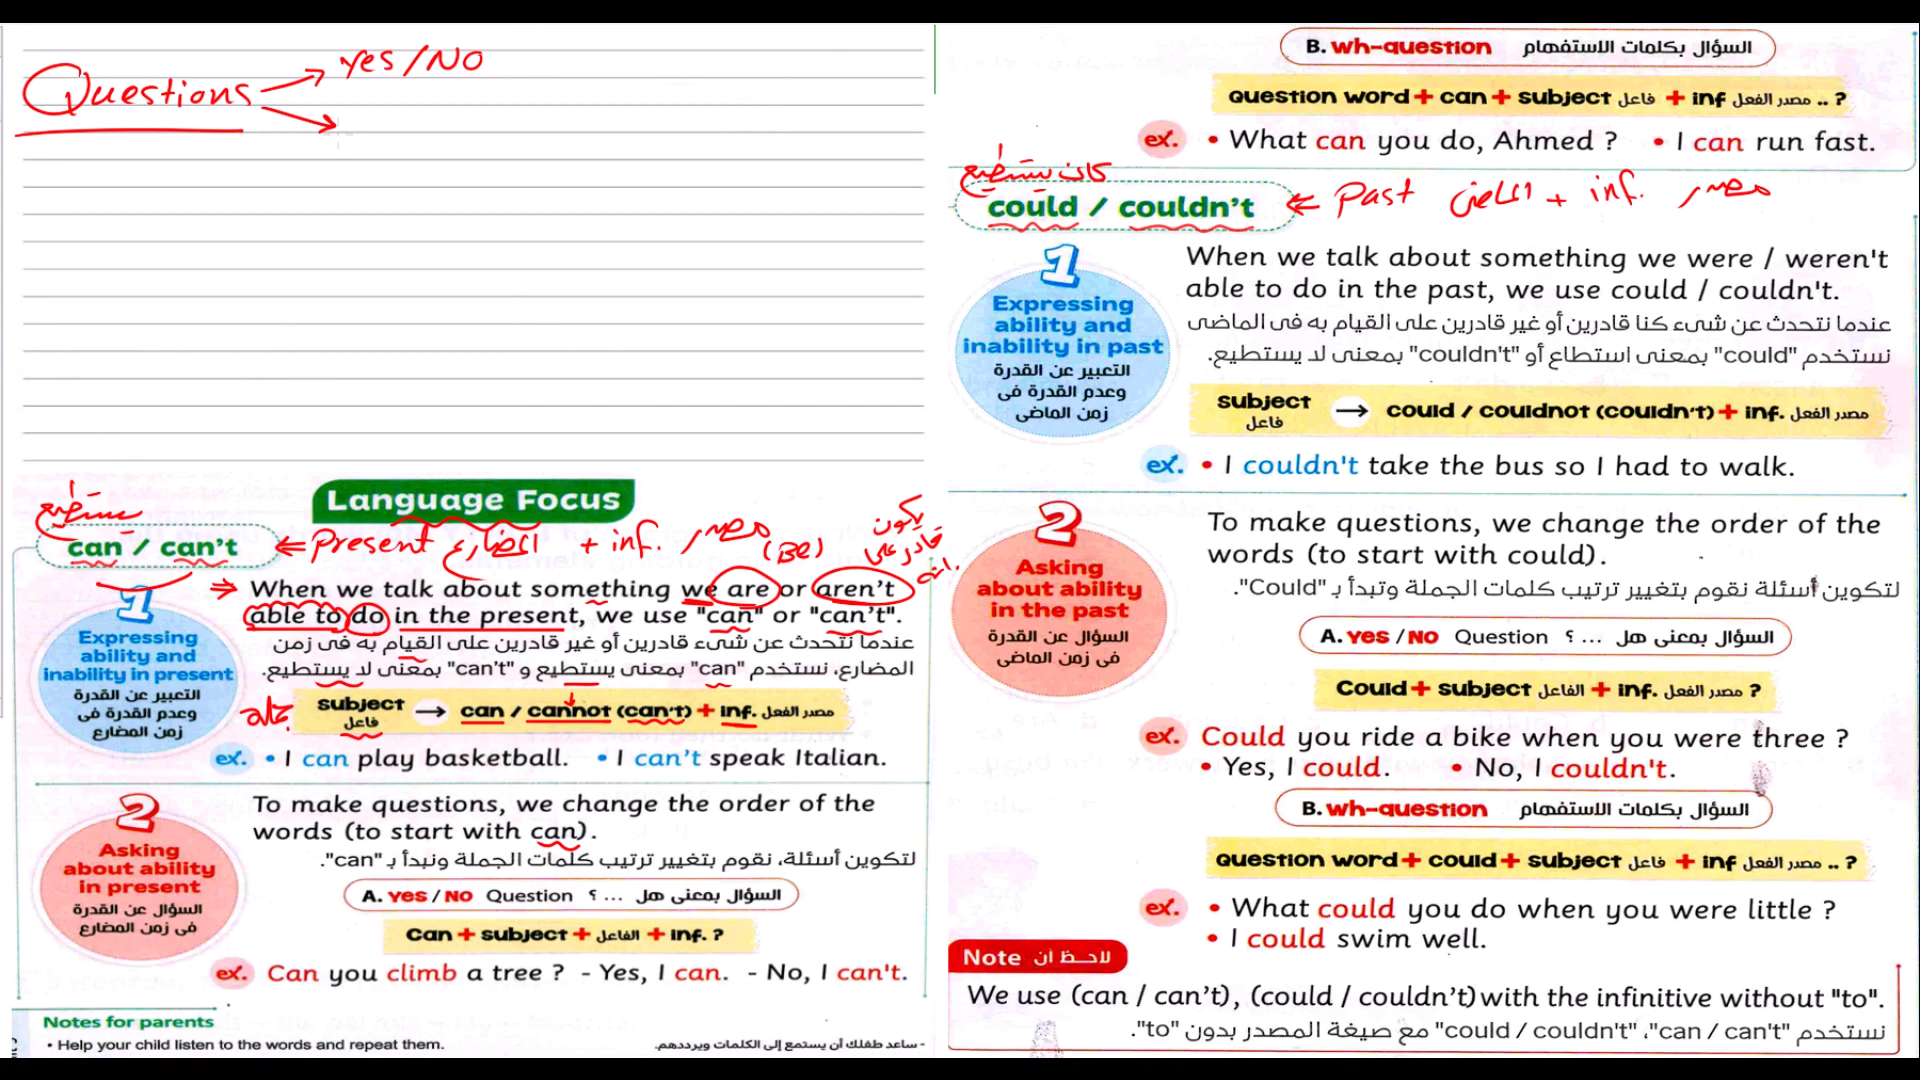 Questions
yes/No
Language Focus
يستطيع
can / can't
⇐ present المضارع + inf. مصدر
(BE)
يكون
قادر على
When we talk about something we are or aren't
able to do in the present, we use "can" or "can't".
عندما نتحدث عن شىء قادرين أو غير قادرين على القيام به فى زمن
المضارع، نستخدم "can" بمعنى يستطيع و "can't" بمعنى لا يستطيع.
1
Expressing
ability and
inability in present
التعبير عن القدرة
وعدم القدرة فى
زمن المضارع
subject → can / cannot (can't) + inf. مصدر الفعل
فاعل
ex. • I can play basketball. • I can't speak Italian.
2
Asking
about ability
in present
السؤال عن القدرة
فى زمن المضارع
To make questions, we change the order of the
words (to start with can).
لتكوين أسئلة، نقوم بتغيير ترتيب كلمات الجملة ونبدأ بـ "can".
A. Yes / No Question السؤال بمعنى هل ... ؟
Can + subject + الفاعل + inf. ?
ex. Can you climb a tree ? - Yes, I can. - No, I can't.
Notes for parents
• Help your child listen to the words and repeat them.
- ساعد طفلك أن يستمع إلى الكلمات ويرددهم.
B. wh-question السؤال بكلمات الاستفهام
Question word + can + subject فاعل + inf مصدر الفعل .. ?
ex. • What can you do, Ahmed ? • I can run fast.
كان يستطيع
could / couldn't
⇐ Past الماضى + inf. مصدر
1
Expressing
ability and
inability in past
التعبير عن القدرة
وعدم القدرة فى
زمن الماضى
When we talk about something we were / weren't
able to do in the past, we use could / couldn't.
عندما نتحدث عن شىء كنا قادرين أو غير قادرين على القيام به فى الماضى
نستخدم "could" بمعنى استطاع أو "couldn't" بمعنى لا يستطيع.
subject → could / couldnot (couldn't) + inf. مصدر الفعل
فاعل
ex. • I couldn't take the bus so I had to walk.
2
Asking
about ability
in the past
السؤال عن القدرة
فى زمن الماضى
To make questions, we change the order of the
words (to start with could).
لتكوين أسئلة نقوم بتغيير ترتيب كلمات الجملة وتبدأ بـ "Could".
A. Yes / No Question السؤال بمعنى هل ... ؟
Could + subject الفاعل + inf. مصدر الفعل ?
ex. Could you ride a bike when you were three ?
• Yes, I could. • No, I couldn't.
B. wh-question السؤال بكلمات الاستفهام
Question word + could + subject فاعل + inf مصدر الفعل .. ?
ex. • What could you do when you were little ?
• I could swim well.
Note لاحظ أن
We use (can / can't), (could / couldn't) with the infinitive without "to".
نستخدم "can / can't"، "could / couldn't" مع صيغة المصدر بدون "to".